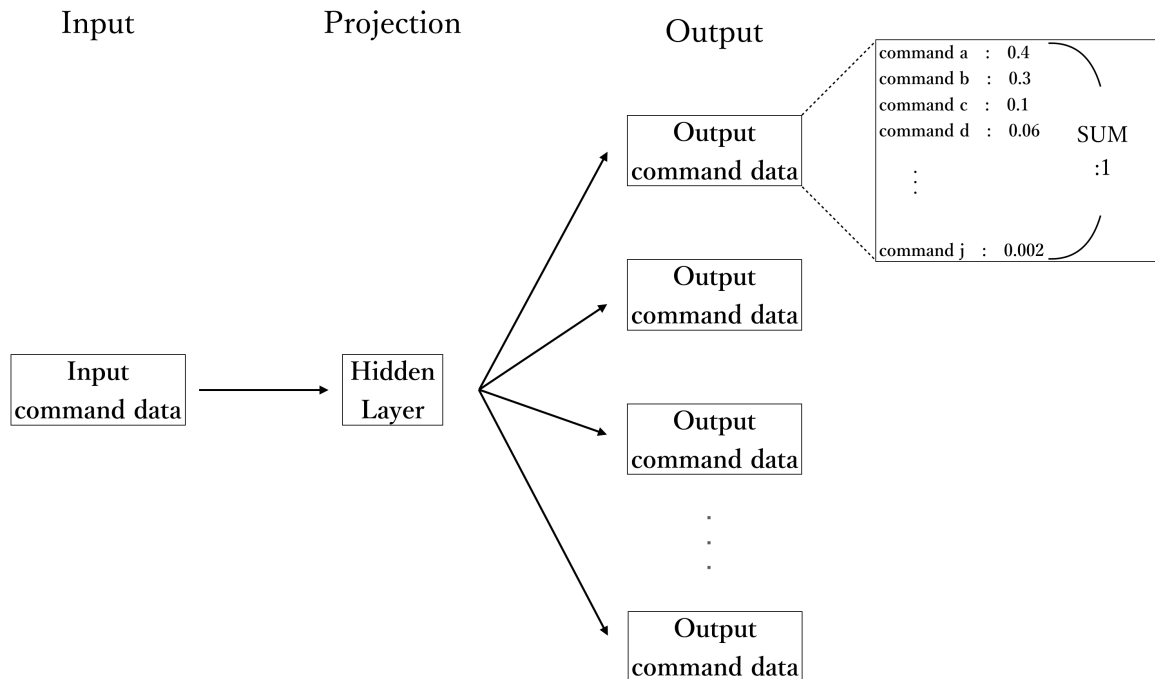 Input
Projection
Output
command a : 0.4
command b : 0.3
command c : 0.1
command d : 0.06
SUM
:1
command j : 0.002
Output
command data
Output
command data
Input
command data
Hidden
Layer
Output
command data
Output
command data